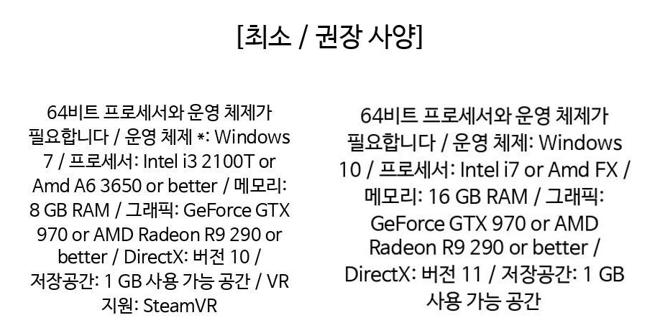 [최소 / 권장 사양]
64비트 프로세서와 운영 체제가
필요합니다 / 운영 체제 *: Windows
7 / 프로세서: Intel i3 2100T or
Amd A6 3650 or better / 메모리:
8 GB RAM / 그래픽: GeForce GTX
970 or AMD Radeon R9 290 or
better / DirectX: 버전 10 /
저장공간: 1 GB 사용 가능 공간 / VR
지원: SteamVR
64비트 프로세서와 운영 체제가
필요합니다 / 운영 체제: Windows
10 / 프로세서: Intel i7 or Amd FX /
메모리: 16 GB RAM / 그래픽:
GeForce GTX 970 or AMD
Radeon R9 290 or better /
DirectX: 버전 11 / 저장공간: 1 GB
사용 가능 공간